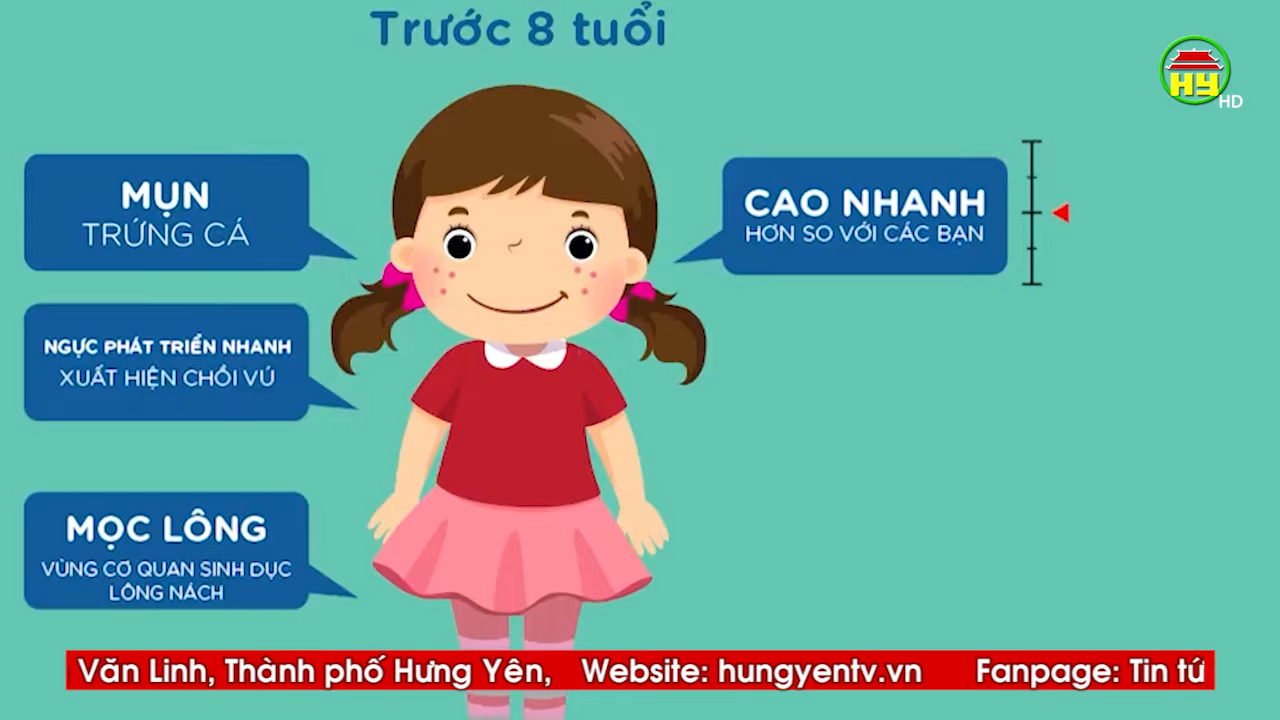 Trước 8 tuổi
HY
HD
MỤN
TRỨNG CÁ
CAO NHANH
HƠN SO VỚI CÁC BẠN
NGỰC PHÁT TRIỂN NHANH
XUẤT HIỆN CHỒI VÚ
MỌC LÔNG
VÙNG CƠ QUAN SINH DỤC
LÔNG NÁCH
Văn Linh, Thành phố Hưng Yên, Website: hungyentv.vn Fanpage: Tin tứ